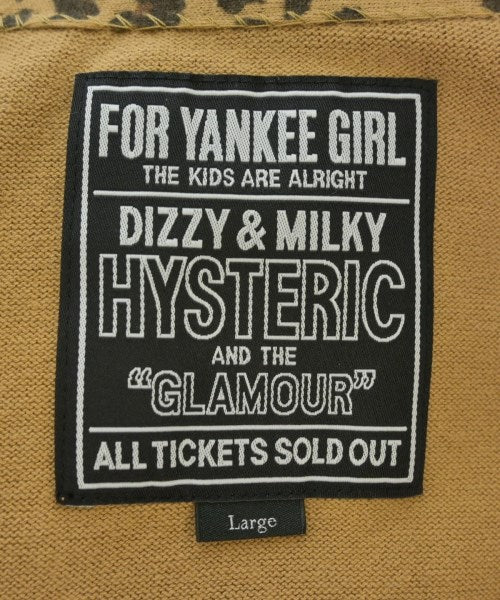 FOR YANKEE GIRL
THE KIDS ARE ALRIGHT
DIZZY & MILKY
HYSTERIC
AND THE
“GLAMOUR”
ALL TICKETS SOLD OUT
Large